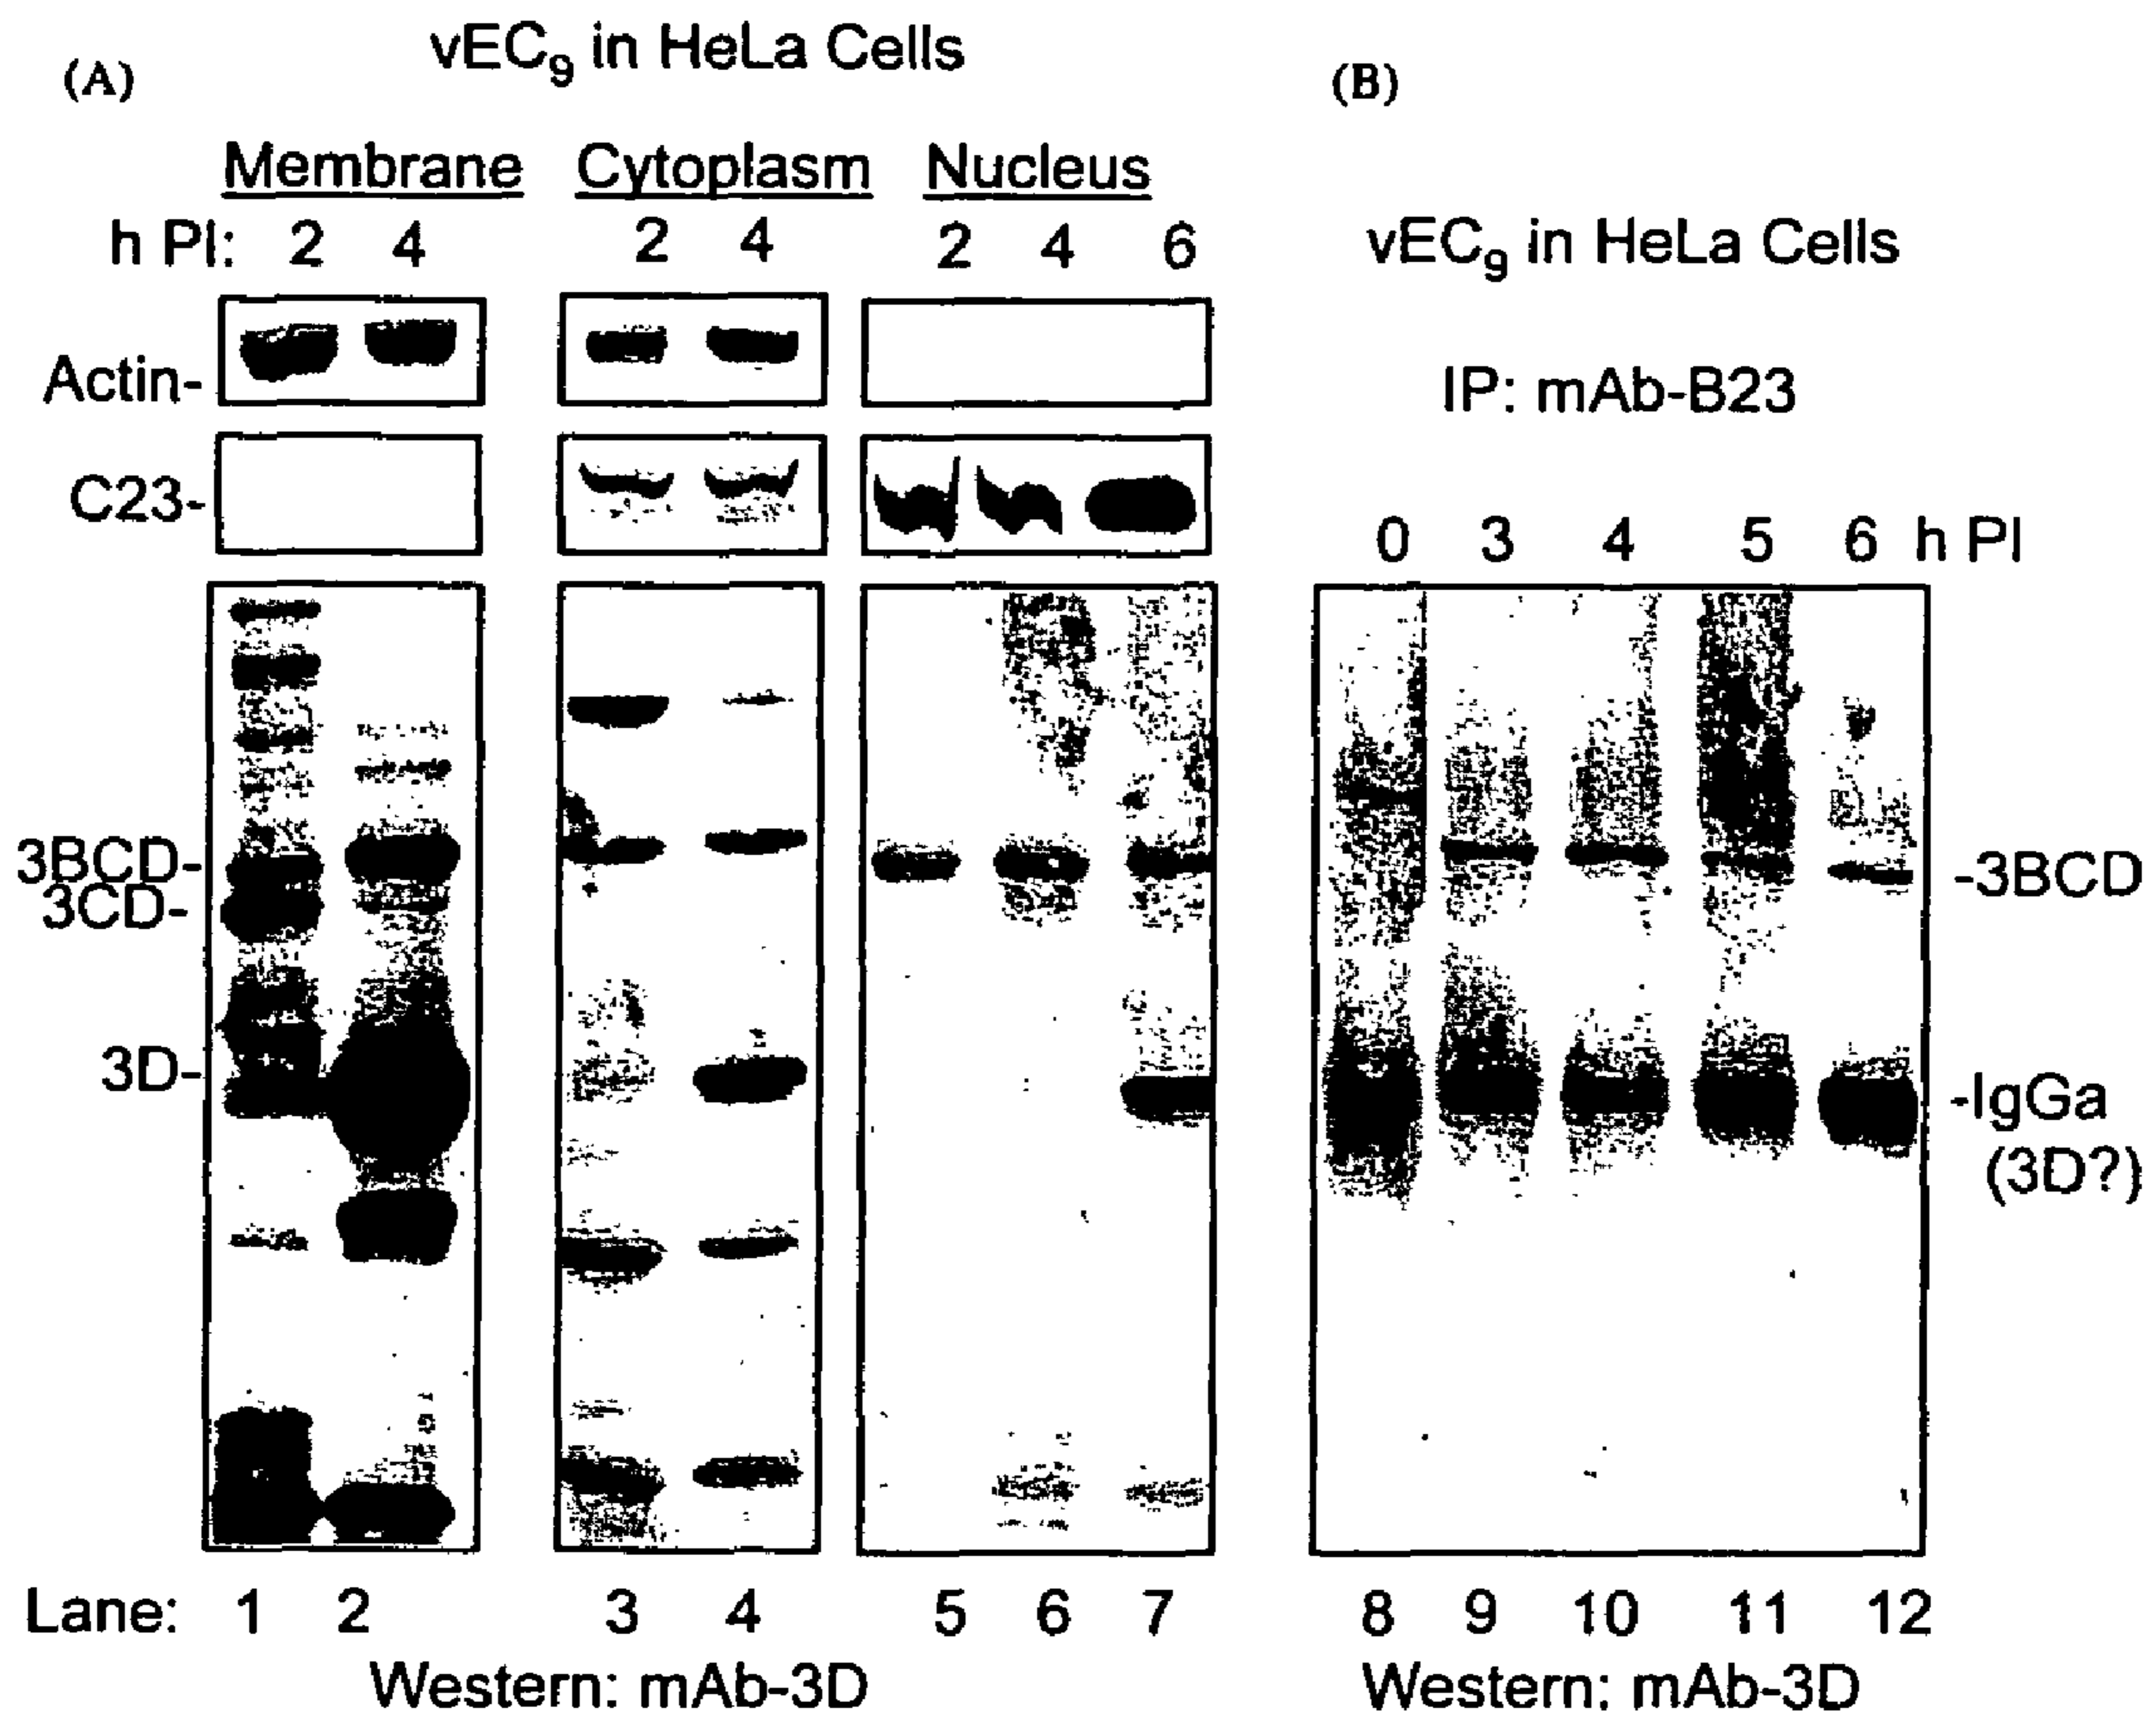 vEC9 in HeLa Cells
(A)
Membrane Cytoplasm Nucleus
h PI: 2 4 2 4 2 4 6
Actin-
C23-
3BCD-
3CD-
3D-
Lane: 1 2 3 4 5 6 7
Western: mAb-3D
(B)
vEC9 in HeLa Cells
IP: mAb-B23
0 3 4 5 6 h PI
-3BCD
-IgGa
(3D?)
8 9 10 11 12
Western: mAb-3D